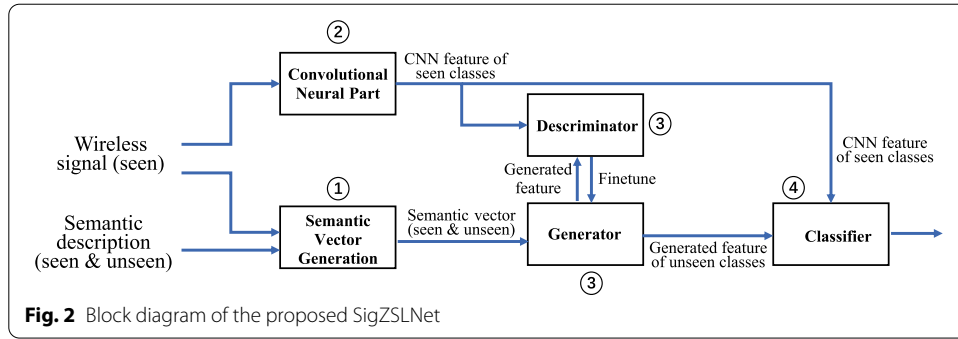 ②
Convolutional
Neural Part
CNN feature of
seen classes
Descriminator
③
Wireless
signal (seen)
CNN feature
of seen classes
Generated
feature
Finetune
①
④
Semantic
description
(seen & unseen)
Semantic
Vector
Generation
Semantic vector
(seen & unseen)
Generator
③
Generated feature
of unseen classes
Classifier
Fig. 2 Block diagram of the proposed SigZSLNet